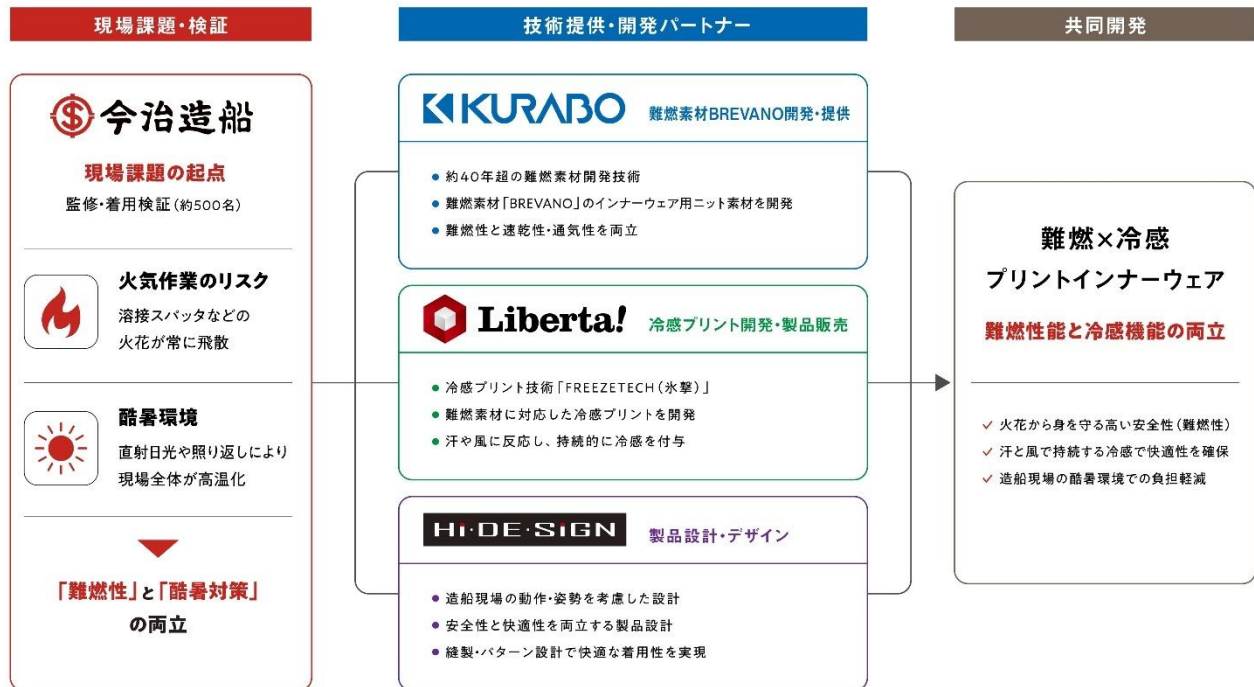 現場課題・検証
今治造船
現場課題の起点
監修・着用検証（約500名）
火気作業のリスク
溶接スパッタなどの
火花が常に飛散
酷暑環境
直射日光や照り返しにより
現場全体が高温化
「難燃性」と「酷暑対策」
の両立
技術提供・開発パートナー
KURABO 難燃素材BREVANO開発・提供
• 約40年超の難燃素材開発技術
• 難燃素材「BREVANO」のインナーウェア用ニット素材を開発
• 難燃性と速乾性・通気性を両立
Liberta! 冷感プリント開発・製品販売
• 冷感プリント技術「FREEZETECH（氷撃）」
• 難燃素材に対応した冷感プリントを開発
• 汗や風に反応し、持続的に冷感を付与
Hi・DE・SiGN 製品設計・デザイン
• 造船現場の動作・姿勢を考慮した設計
• 安全性と快適性を両立する製品設計
• 縫製・パターン設計で快適な着用性を実現
共同開発
難燃×冷感
プリントインナーウェア
難燃性能と冷感機能の両立
✓ 火花から身を守る高い安全性（難燃性）
✓ 汗と風で持続する冷感で快適性を確保
✓ 造船現場の酷暑環境での負担軽減